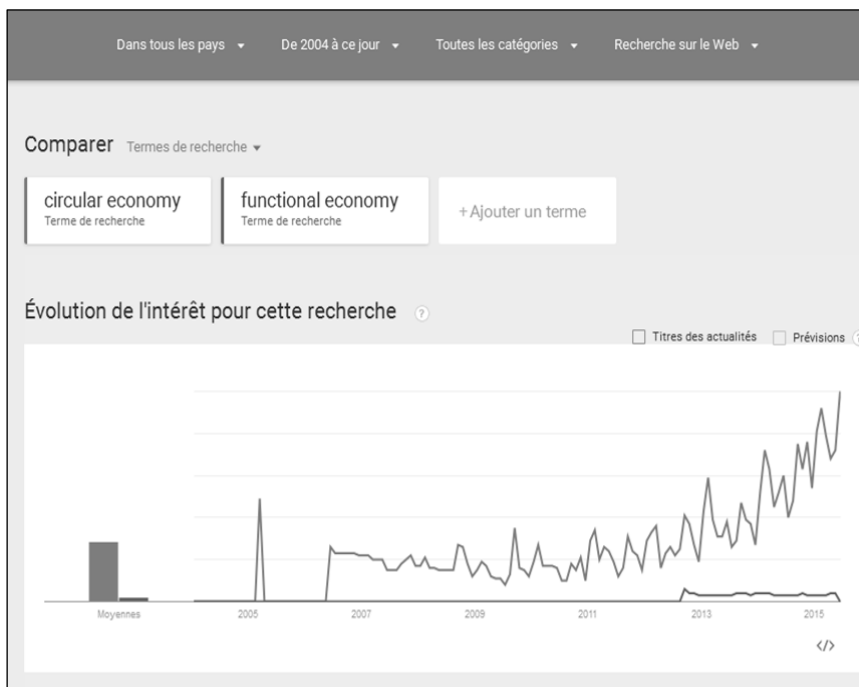 Dans tous les pays De 2004 à ce jour Toutes les catégories Recherche sur le Web
Comparer Termes de recherche
circular economy functional economy
Terme de recherche Terme de recherche
+Ajouter un terme
Évolution de l'intérêt pour cette recherche ?
Titres des actualités Prévisions ?
Moyennes 2005 2007 2009 2011 2013 2015
</>